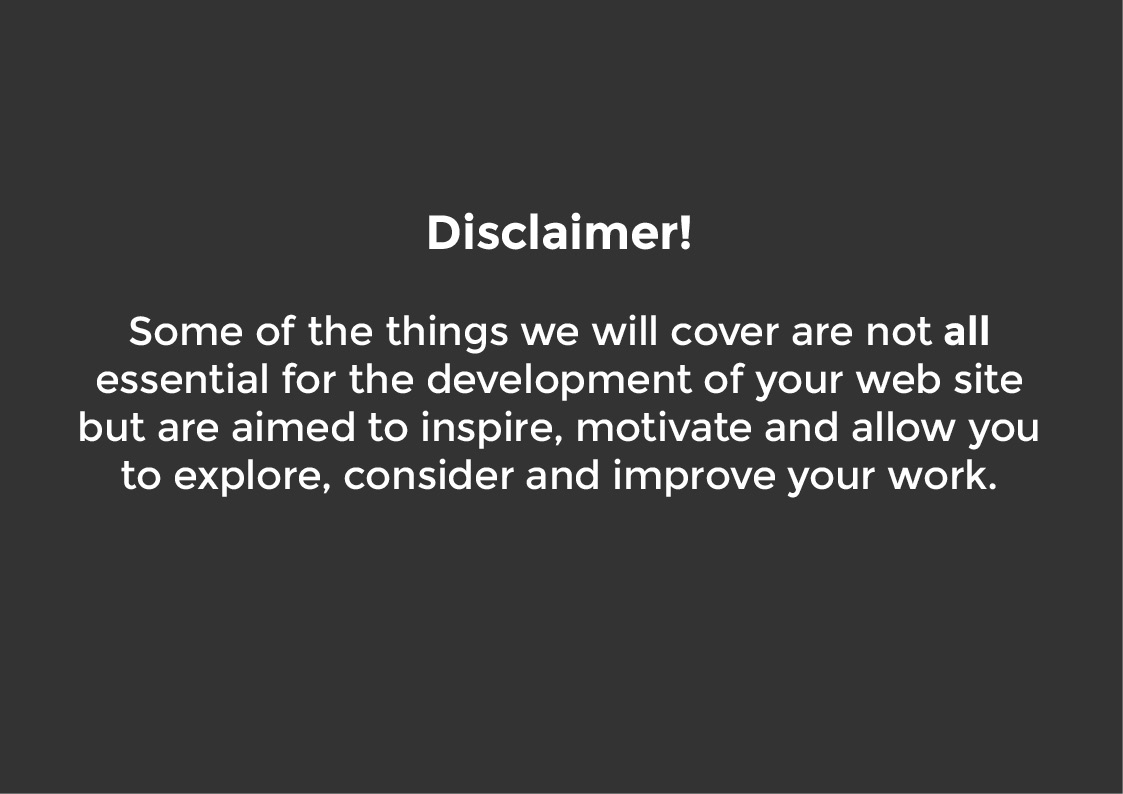 Disclaimer!
Some of the things we will cover are not all
essential for the development of your web site
but are aimed to inspire, motivate and allow you
to explore, consider and improve your work.